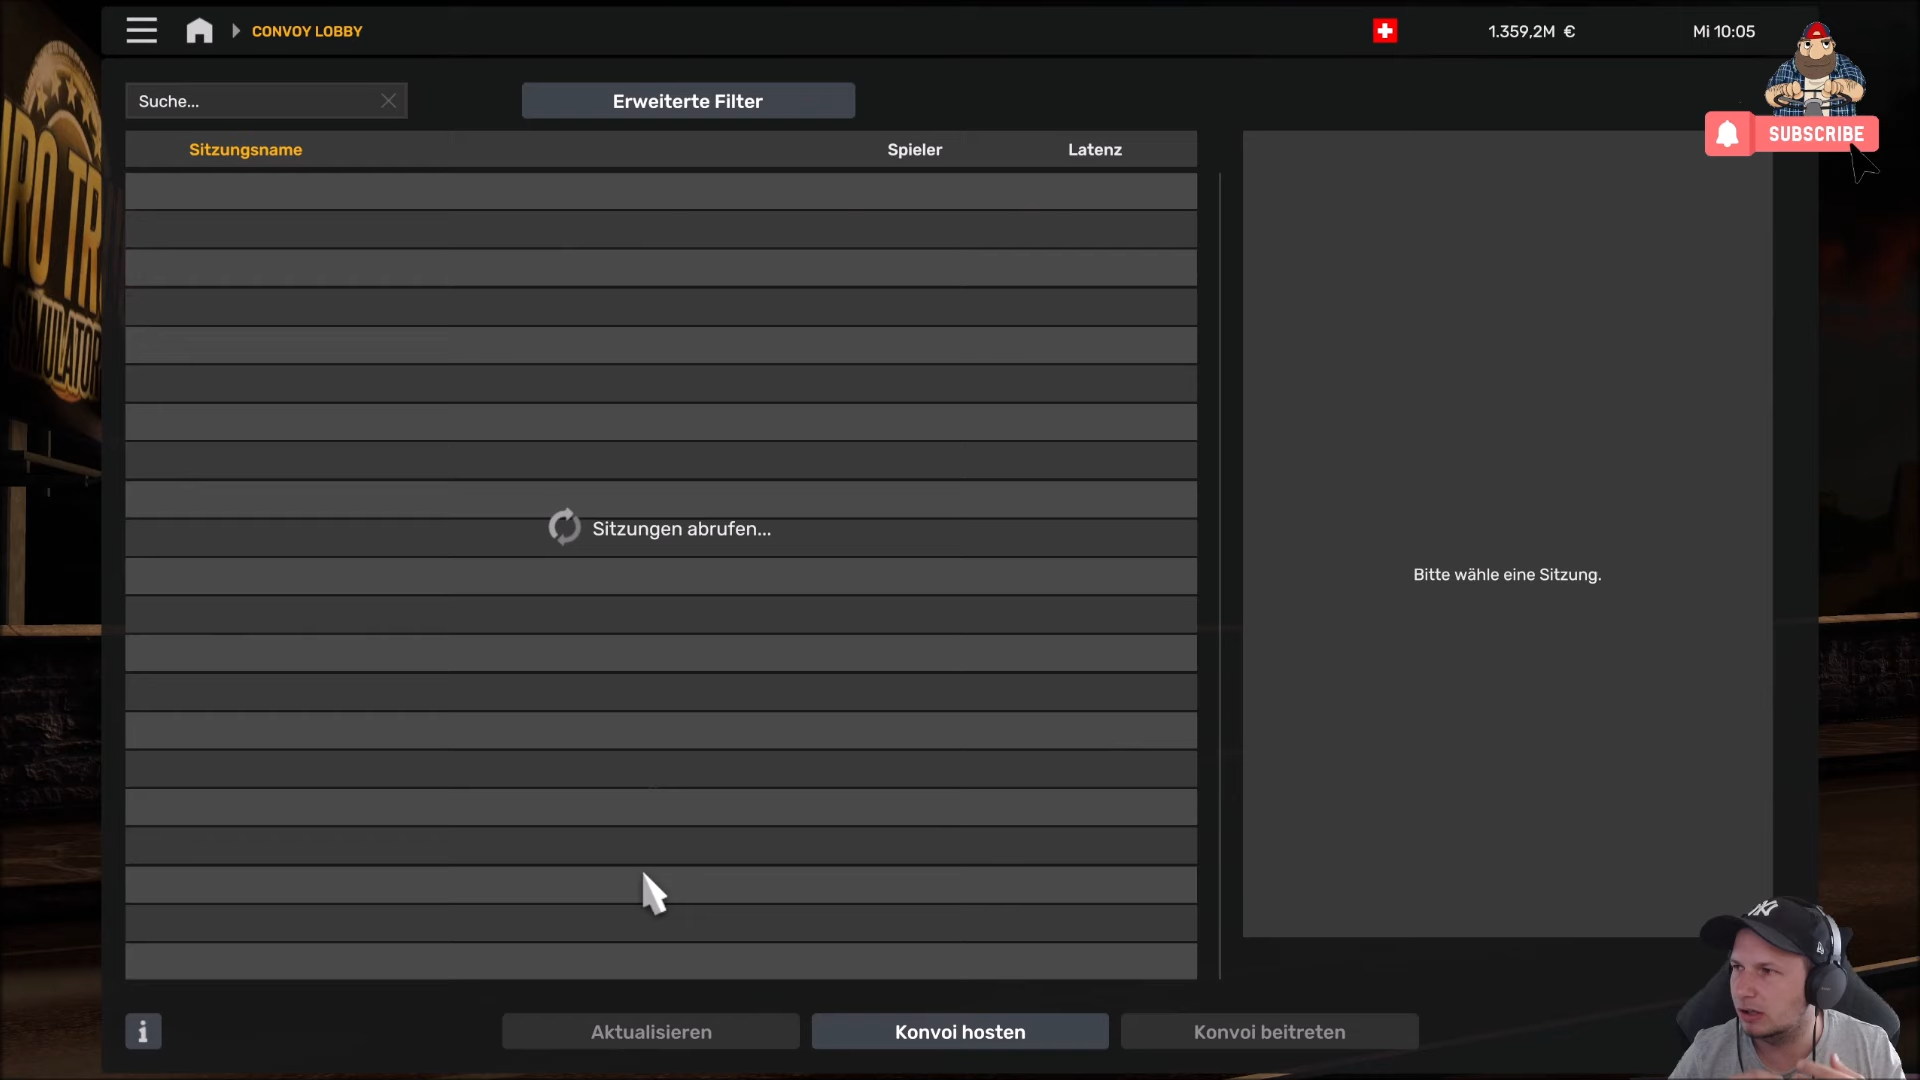 CONVOY LOBBY
1.359,2M €
Mi 10:05
Suche...
Erweiterte Filter
SUBSCRIBE
Sitzungsname
Spieler
Latenz
Sitzungen abrufen...
Bitte wähle eine Sitzung.
Aktualisieren
Konvoi hosten
Konvoi beitreten